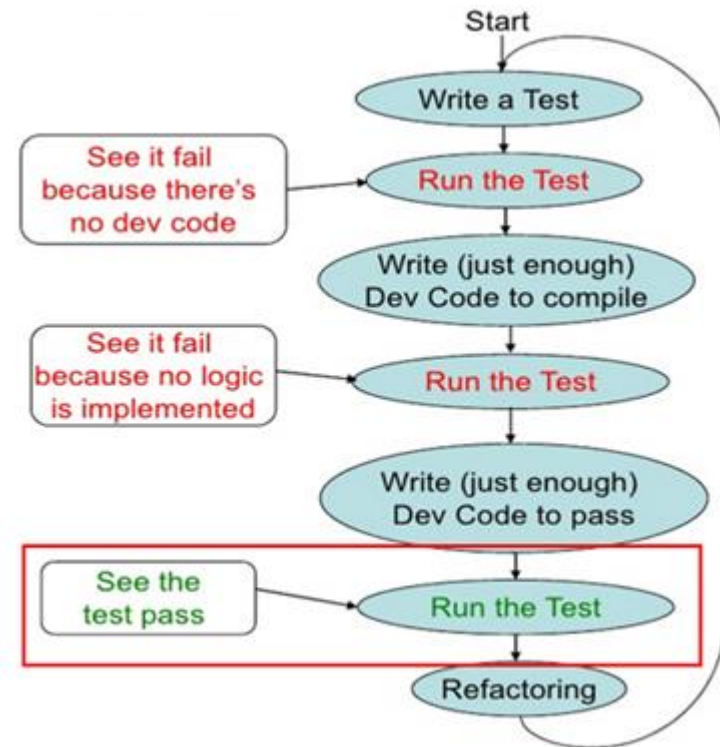 Start
Write a Test
See it fail
because there's
no dev code
Run the Test
Write (just enough)
Dev Code to compile
See it fail
because no logic
is implemented
Run the Test
Write (just enough)
Dev Code to pass
See the
test pass
Run the Test
Refactoring